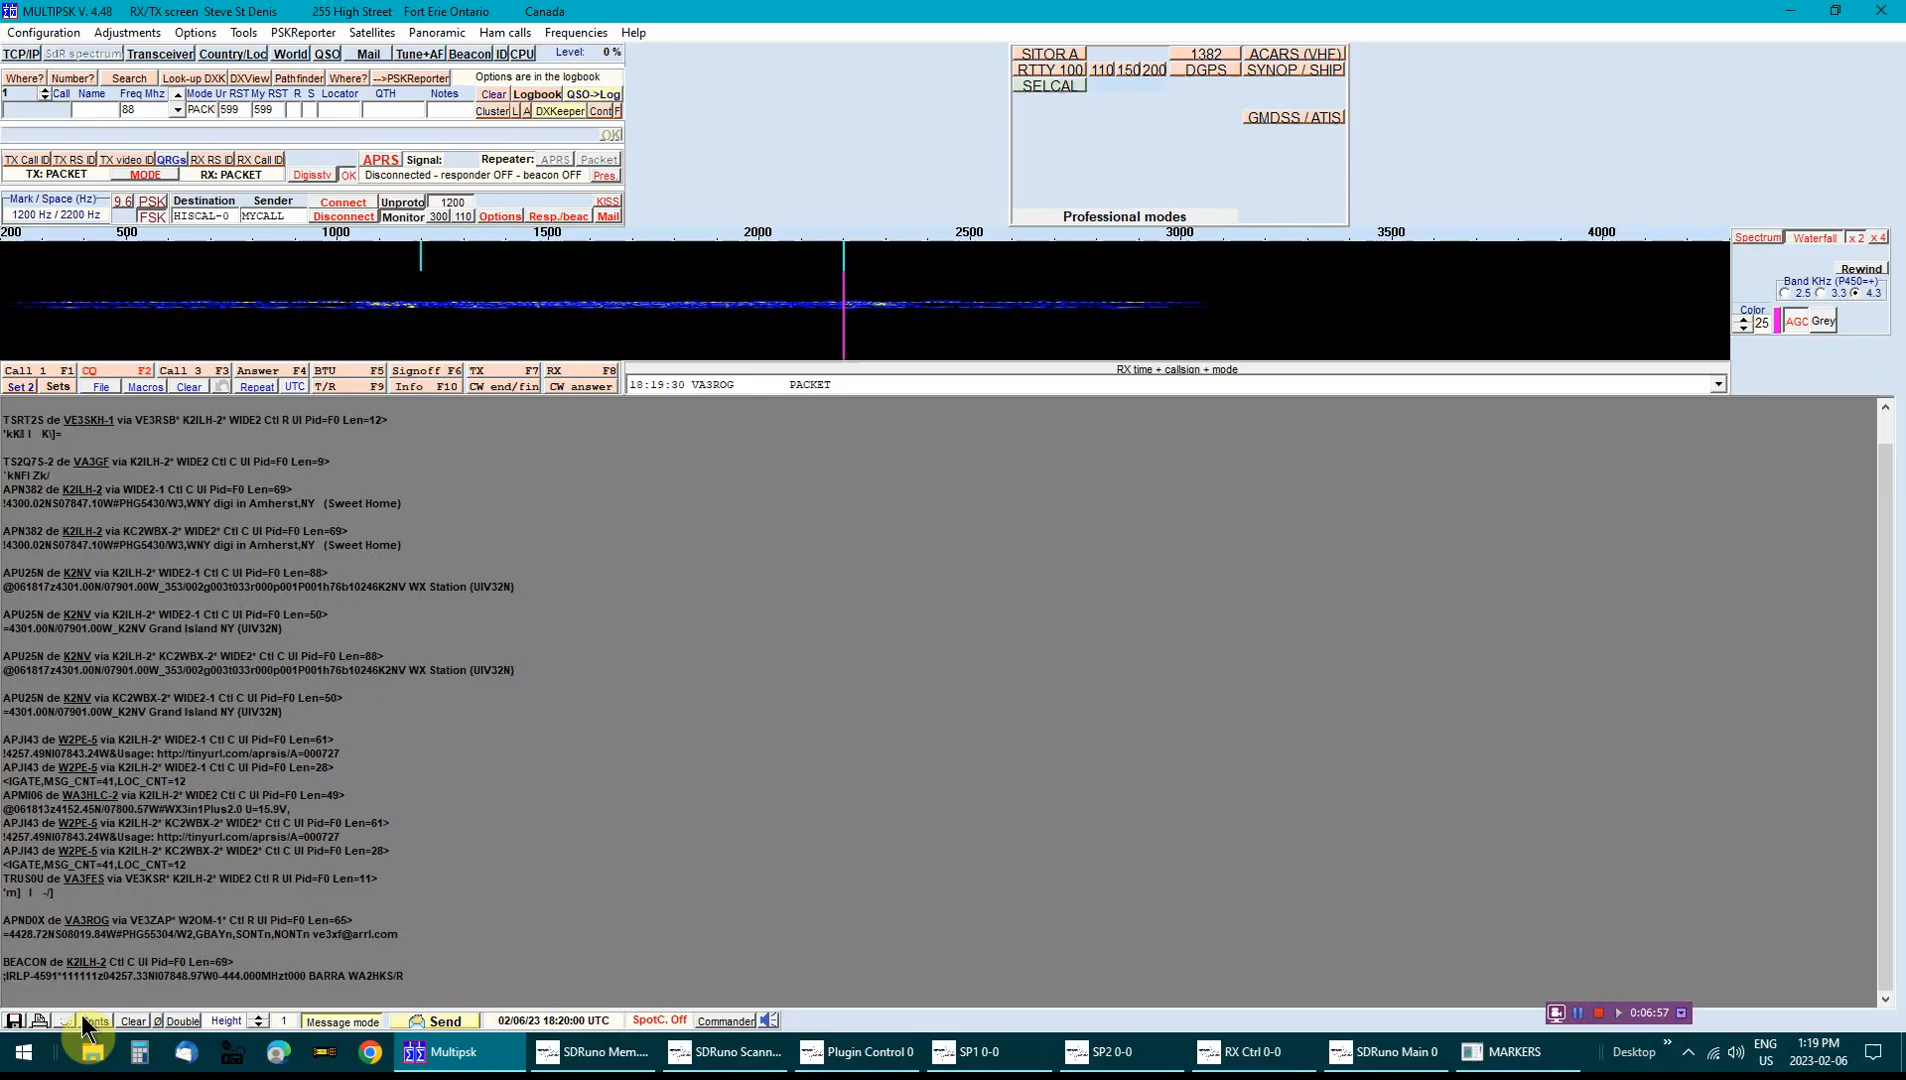 MULTIPSK V. 4.48 RX/TX screen Steve St Denis 255 High Street Fort Erie Ontario Canada
Configuration Adjustments Options Tools PSKReporter Satellites Panoramic Ham calls Frequencies Help
TCP/IP SdR spectrum Transceiver Country/Loc World QSO Mail Tune+AF Beacon ID CPU Level: 0 %
SITOR A 1382 ACARS (VHF)
RTTY 100 110 150 200 DGPS SYNOP / SHIP
Where? Number? Search Look-up DXK DXView Pathfinder Where? -->PSKReporter Options are in the logbook
SELCAL
1 Call Name Freq Mhz Mode Ur RST My RST R S Locator QTH Notes Clear Logbook QSO->Log
88 PACK 599 599 Cluster L A DXKeeper Cont F
GMDSS / ATIS
OK
TX Call ID TX RS ID TX video ID QRGs RX RS ID RX Call ID APRS Signal: Repeater: APRS Packet
TX: PACKET MODE RX: PACKET Digisstv OK Disconnected - responder OFF - beacon OFF Pres.
Mark / Space (Hz) 9.6 PSK Destination Sender Connect Unproto 1200 KISS
1200 Hz / 2200 Hz FSK HISCAL-0 MYCALL Disconnect Monitor 300 110 Options Resp./beac Mail
Professional modes
200 500 1000 1500 2000 2500 3000 3500 4000
Spectrum Waterfall x 2 x 4
Rewind
Band KHz (P450=+)
2.5 3.3 4.3
Color
25 AGC Grey
Call 1 F1 CQ F2 Call 3 F3 Answer F4 BTU F5 Signoff F6 TX F7 RX F8
RX time + callsign + mode
Set 2 Sets File Macros Clear Repeat UTC T/R F9 Info F10 CW end/fin CW answer
18:19:30 VA3ROG PACKET
TSRT2S de VE3SKH-1 via VE3RSB* K2ILH-2* WIDE2 Ctl R UI Pid=F0 Len=12>
TS2Q7S-2 de VA3GF via K2ILH-2* WIDE2 Ctl C UI Pid=F0 Len=9>
`kNFl Zk/
APN382 de K2ILH-2 via WIDE2-1 Ctl C UI Pid=F0 Len=69>
!4300.02NS07847.10W#PHG5430/W3,WNY digi in Amherst,NY (Sweet Home)
APN382 de K2ILH-2 via KC2WBX-2* WIDE2* Ctl C UI Pid=F0 Len=69>
!4300.02NS07847.10W#PHG5430/W3,WNY digi in Amherst,NY (Sweet Home)
APU25N de K2NV via K2ILH-2* WIDE2-1 Ctl C UI Pid=F0 Len=88>
@061817z4301.00N/07901.00W_353/002g003t033r000p001P001h76b10246K2NV WX Station {UIV32N}
APU25N de K2NV via K2ILH-2* WIDE2-1 Ctl C UI Pid=F0 Len=50>
=4301.00N/07901.00W_K2NV Grand Island NY {UIV32N}
APU25N de K2NV via K2ILH-2* KC2WBX-2* WIDE2* Ctl C UI Pid=F0 Len=88>
@061817z4301.00N/07901.00W_353/002g003t033r000p001P001h76b10246K2NV WX Station {UIV32N}
APU25N de K2NV via KC2WBX-2* WIDE2-1 Ctl C UI Pid=F0 Len=50>
=4301.00N/07901.00W_K2NV Grand Island NY {UIV32N}
APJI43 de W2PE-5 via K2ILH-2* WIDE2-1 Ctl C UI Pid=F0 Len=61>
!4257.49NI07843.24W&Usage: http://tinyurl.com/aprsis/A=000727
APJI43 de W2PE-5 via K2ILH-2* WIDE2-1 Ctl C UI Pid=F0 Len=28>
<IGATE,MSG_CNT=41,LOC_CNT=12
APMI06 de WA3HLC-2 via K2ILH-2* WIDE2 Ctl C UI Pid=F0 Len=49>
@061813z4152.45N/07800.57W#WX3in1Plus2.0 U=15.9V,
APJI43 de W2PE-5 via K2ILH-2* KC2WBX-2* WIDE2* Ctl C UI Pid=F0 Len=61>
!4257.49NI07843.24W&Usage: http://tinyurl.com/aprsis/A=000727
APJI43 de W2PE-5 via K2ILH-2* KC2WBX-2* WIDE2* Ctl C UI Pid=F0 Len=28>
<IGATE,MSG_CNT=41,LOC_CNT=12
TRUS0U de VA3FES via VE3KSR* K2ILH-2* WIDE2 Ctl R UI Pid=F0 Len=11>
'm] l -/]
APND0X de VA3ROG via VE3ZAP* W2OM-1* Ctl R UI Pid=F0 Len=65>
=4428.72NS08019.84W#PHG55304/W2,GBAYn,SONTn,NONTn ve3xf@arrl.com
BEACON de K2ILH-2 Ctl C UI Pid=F0 Len=69>
;IRLP-4591*111111z04257.33NI07848.97W0-444.000MHzt000 BARRA WA2HKS/R
Clear Ø Double Height 1 Message mode Send 02/06/23 18:20:00 UTC SpotC. Off Commander
0:06:57
Multipsk SDRuno Mem.... SDRuno Scann... Plugin Control 0 SP1 0-0 SP2 0-0 RX Ctrl 0-0 SDRuno Main 0 MARKERS Desktop
ENG
US
1:19 PM
2023-02-06